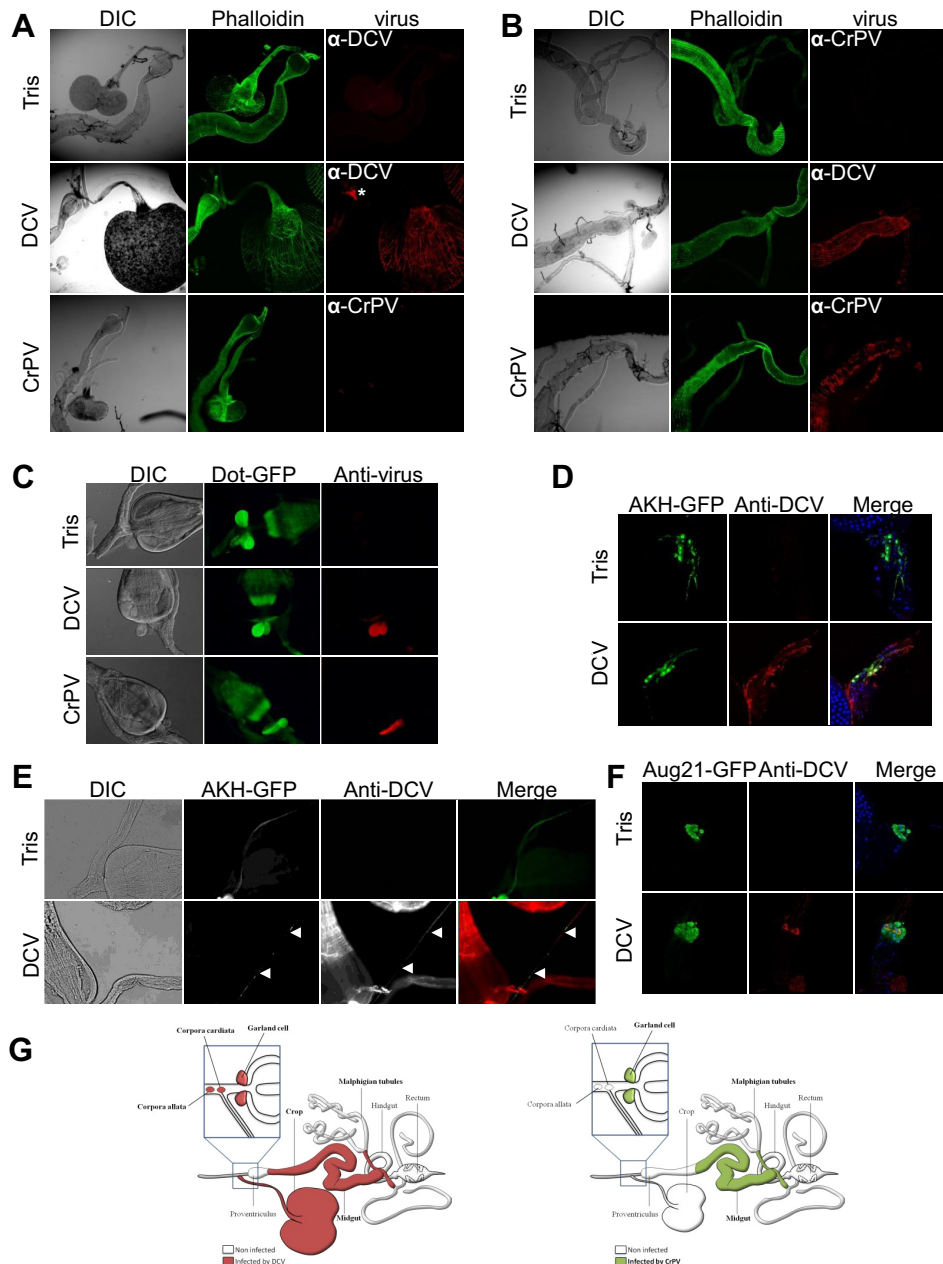 A
DIC
Phalloidin
virus
Tris
α-DCV
DCV
α-DCV
*
CrPV
α-CrPV
B
DIC
Phalloidin
virus
Tris
α-CrPV
DCV
α-DCV
CrPV
α-CrPV
C
DIC
Dot-GFP
Anti-virus
Tris
DCV
CrPV
D
AKH-GFP
Anti-DCV
Merge
Tris
DCV
E
DIC
AKH-GFP
Anti-DCV
Merge
Tris
DCV
F
Aug21-GFP
Anti-DCV
Merge
Tris
DCV
G
Corpora cardiata
Garland cell
Corpora allata
Crop
Malphigian tubules
Hindgut
Rectum
Proventriculus
Midgut
Non infected
Infected by DCV
Corpora cardiata
Garland cell
Corpora allata
Crop
Malphigian tubules
Hindgut
Rectum
Proventriculus
Midgut
Non infected
Infected by CrPV